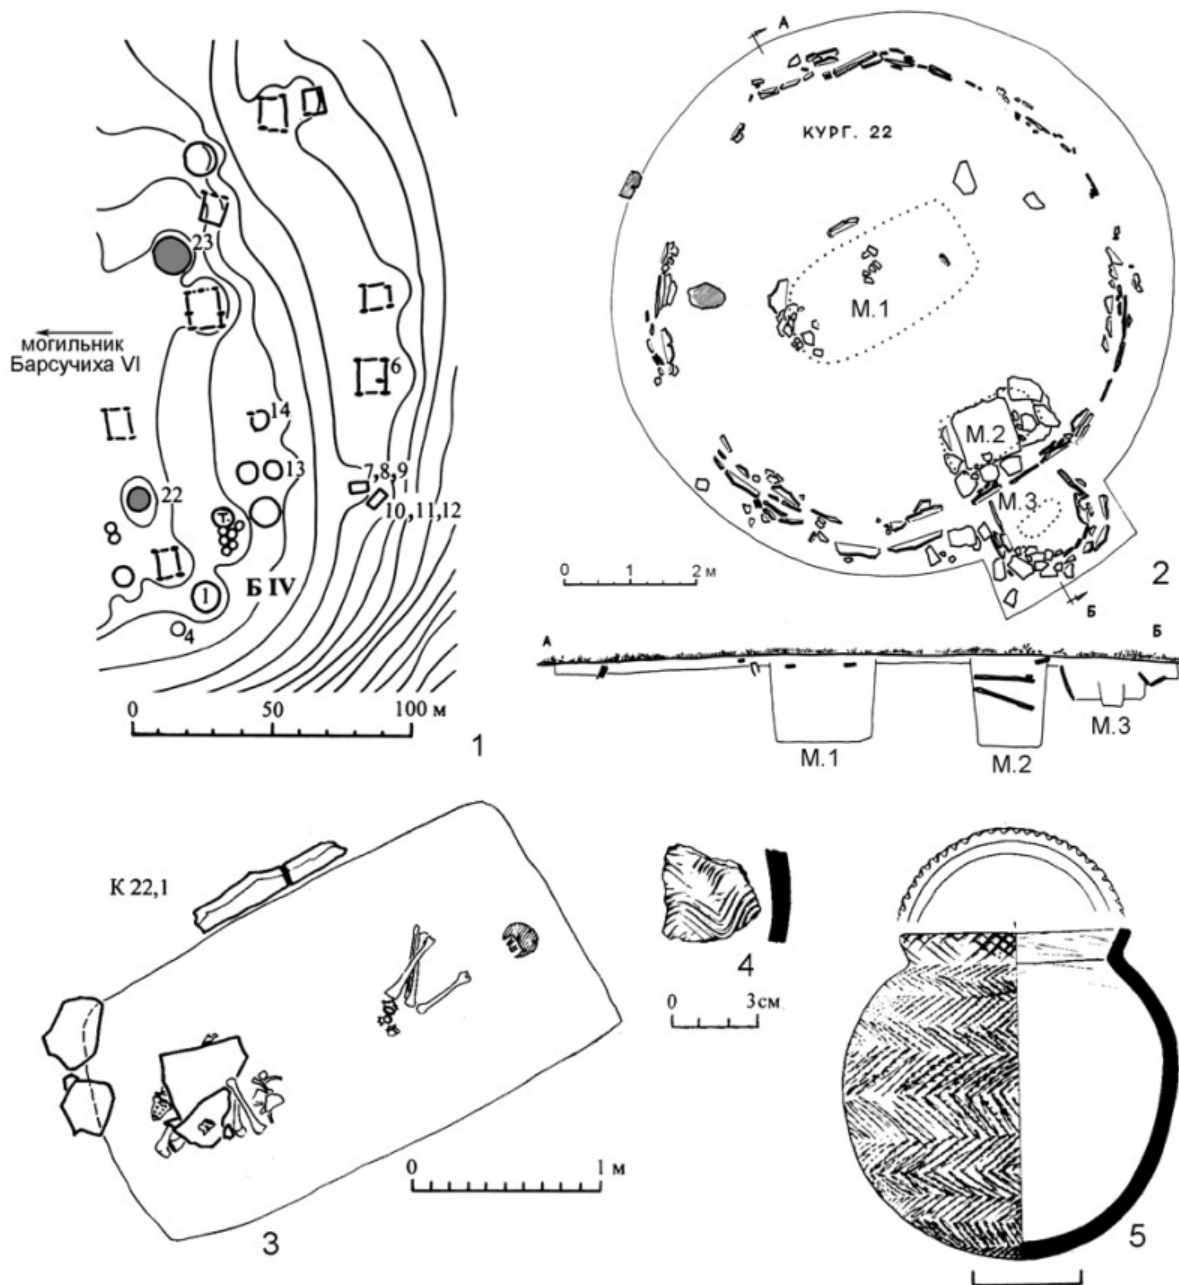 23
могильник
Барсучиха VI
6
14
13
7,8,9
22
10,11,12
Б IV
1
4
0 50 100 м
1
А
КУРГ. 22
М.1
М.2
М.3
0 1 2 м
2
Б
А Б
М.1
М.2
М.3
К 22,1
0 1 м
3
4
0 3 см
5